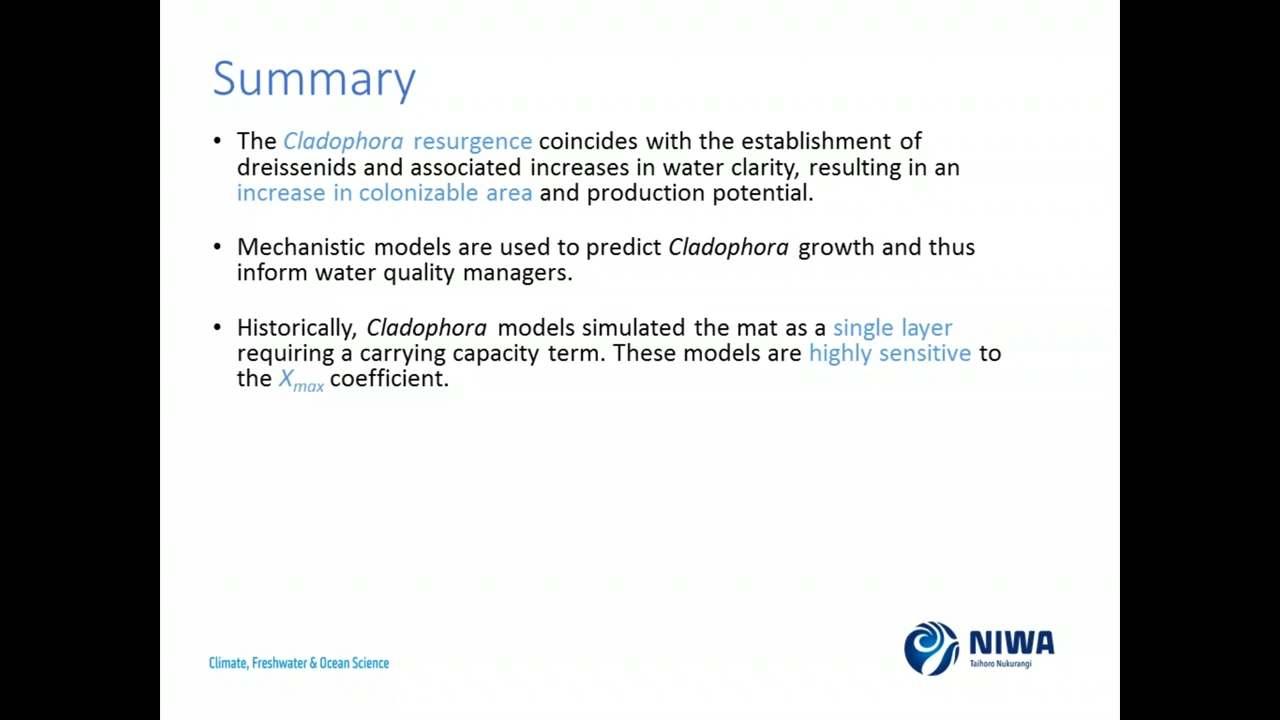 Summary
• The Cladophora resurgence coincides with the establishment of
dreissenids and associated increases in water clarity, resulting in an
increase in colonizable area and production potential.
• Mechanistic models are used to predict Cladophora growth and thus
inform water quality managers.
• Historically, Cladophora models simulated the mat as a single layer
requiring a carrying capacity term. These models are highly sensitive to
the Xmax coefficient.
Climate, Freshwater & Ocean Science
NIWA
Taihoro Nukurangi